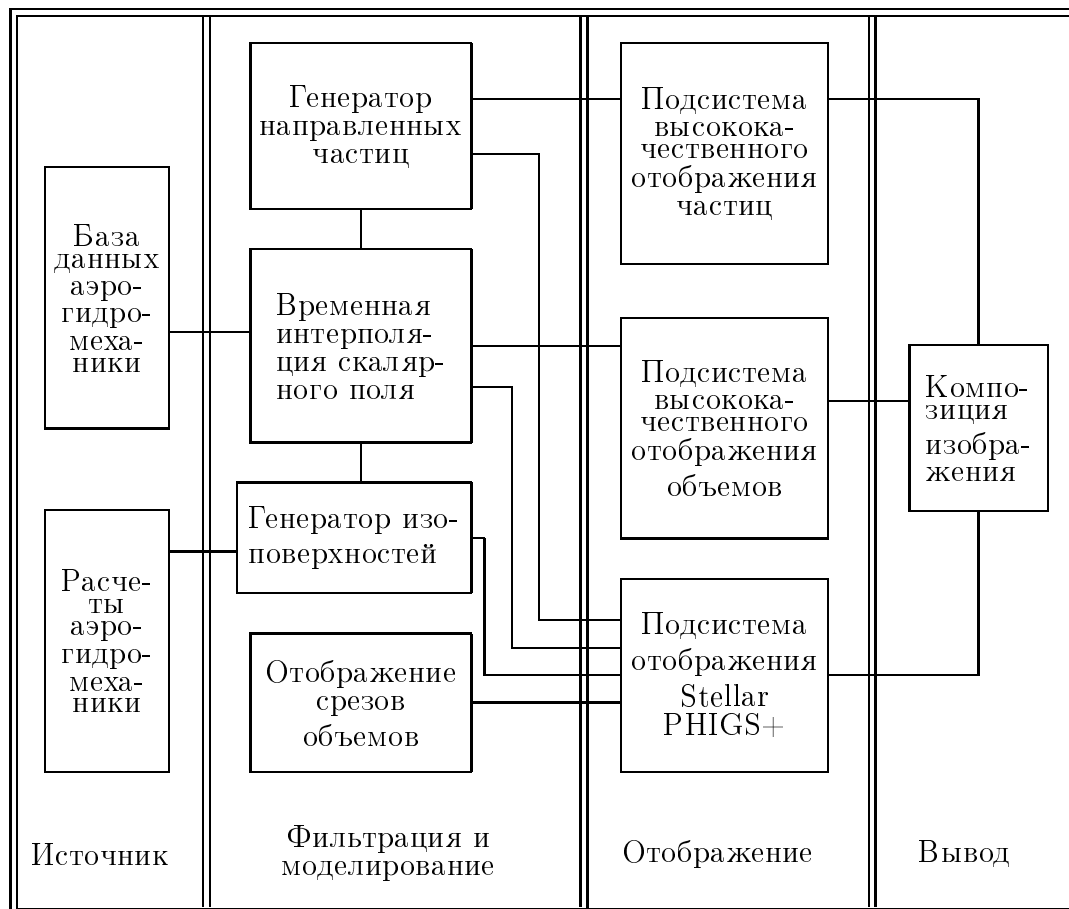 База
данных
аэро-
гидро-
меха-
ники
Расче-
ты
аэро-
гидро-
меха-
ники
Источник
Генератор
направленных
частиц
Временная
интерполя-
ция скаляр-
ного поля
Генератор изо-
поверхностей
Отображение
срезов
объемов
Фильтрация и
моделирование
Подсистема
высокока-
чественного
отображения
частиц
Подсистема
высокока-
чественного
отображения
объемов
Подсистема
отображения
Stellar
PHIGS+
Отображение
Компо-
зиция
изобра-
жения
Вывод